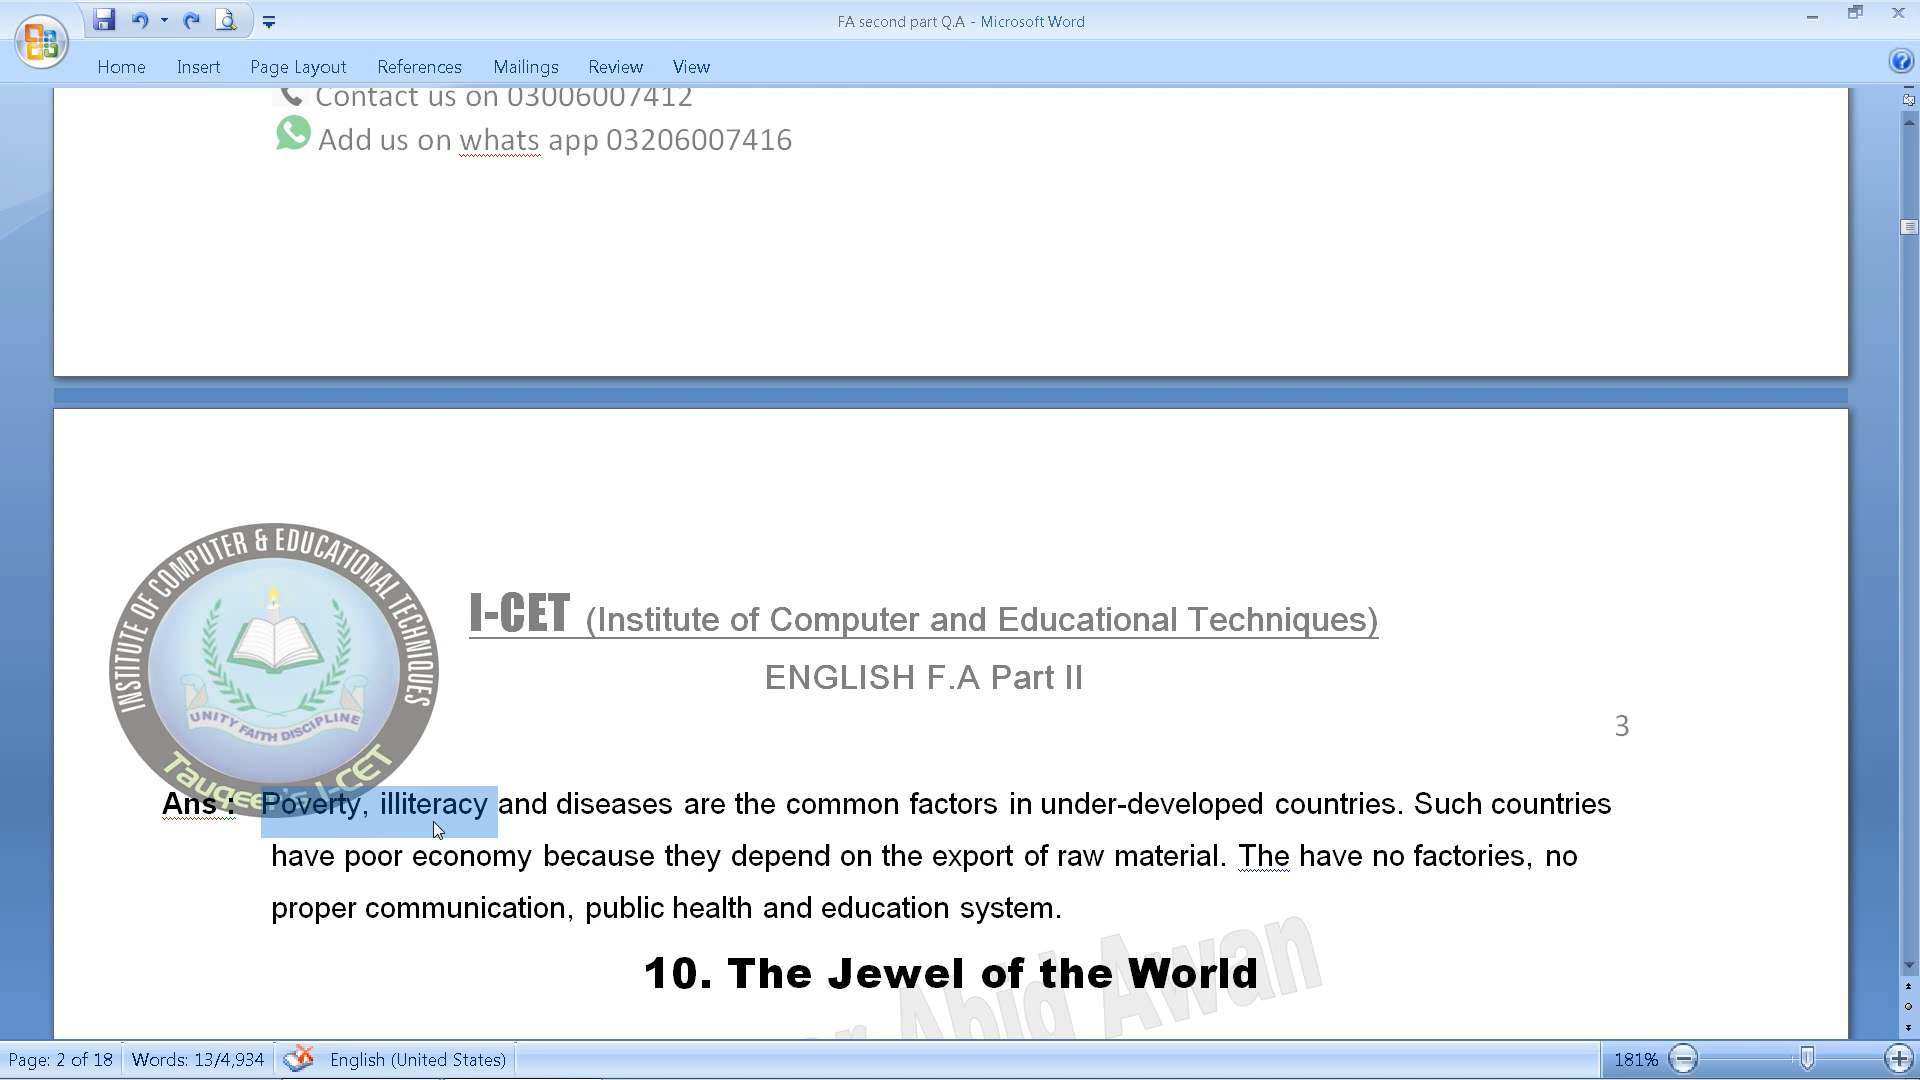 FA second part Q.A - Microsoft Word
Home Insert Page Layout References Mailings Review View
Contact us on 03006007412
Add us on whats app 03206007416
INSTITUTE OF COMPUTER & EDUCATIONAL TECHNIQUES
UNITY FAITH DISCIPLINE
Tauqeer's I-CET
I-CET (Institute of Computer and Educational Techniques)
ENGLISH F.A Part II
3
Ans : Poverty, illiteracy and diseases are the common factors in under-developed countries. Such countries
have poor economy because they depend on the export of raw material. The have no factories, no
proper communication, public health and education system.
10. The Jewel of the World
Abid Awan
Page: 2 of 18 Words: 13/4,934 English (United States) 181%